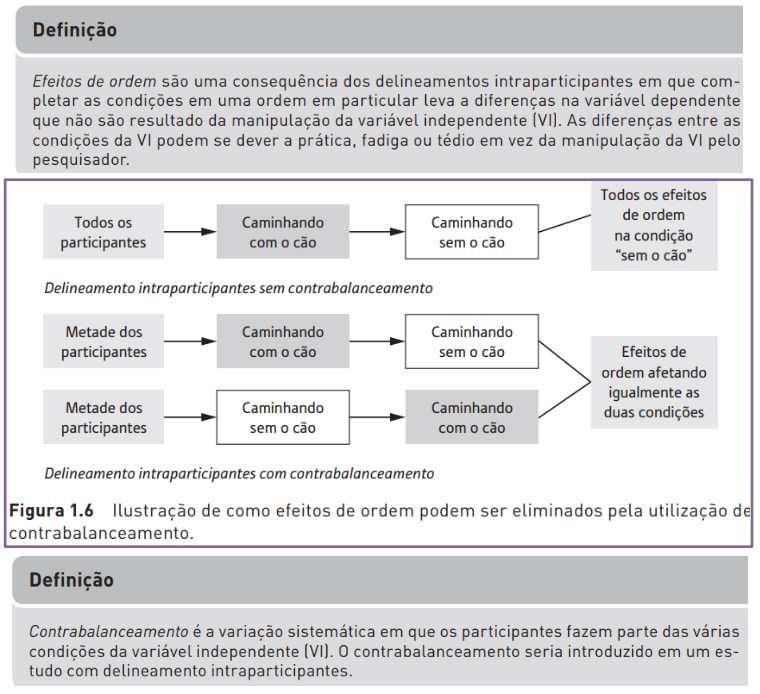 Definição
Efeitos de ordem são uma consequência dos delineamentos intraparticipantes em que com-
pletar as condições em uma ordem em particular leva a diferenças na variável dependente
que não são resultado da manipulação da variável independente (VI). As diferenças entre as
condições da VI podem se dever a prática, fadiga ou tédio em vez da manipulação da VI pelo
pesquisador.
Todos os
participantes
Caminhando
com o cão
Caminhando
sem o cão
Todos os efeitos
de ordem
na condição
“sem o cão”
Delineamento intraparticipantes sem contrabalanceamento
Metade dos
participantes
Caminhando
com o cão
Caminhando
sem o cão
Metade dos
participantes
Caminhando
sem o cão
Caminhando
com o cão
Efeitos de
ordem afetando
igualmente as
duas condições
Delineamento intraparticipantes com contrabalanceamento
Figura 1.6 Ilustração de como efeitos de ordem podem ser eliminados pela utilização de
contrabalanceamento.
Definição
Contrabalanceamento é a variação sistemática em que os participantes fazem parte das várias
condições da variável independente (VI). O contrabalanceamento seria introduzido em um es-
tudo com delineamento intraparticipantes.